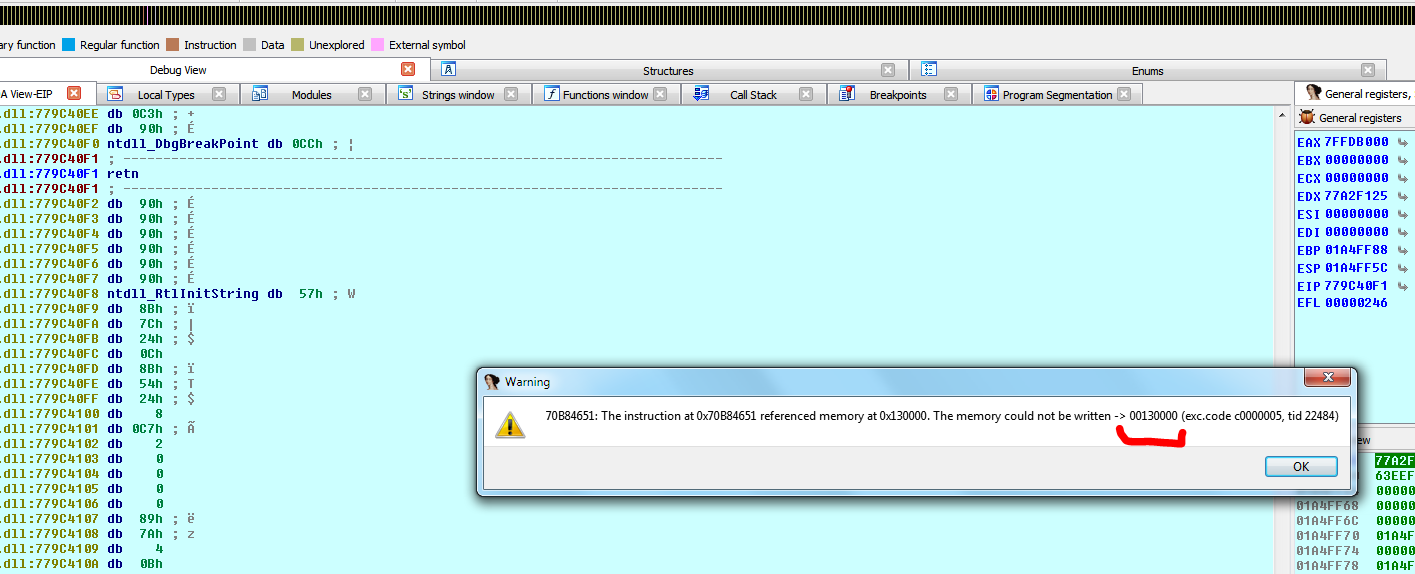 ary function Regular function Instruction Data Unexplored External symbol
Debug View Structures Enums
A View-EIP Local Types Modules Strings window Functions window Call Stack Breakpoints Program Segmentation General registers,
General registers
.dll:779C40EE db 0C3h ; +
.dll:779C40EF db 90h ; É
.dll:779C40F0 ntdll_DbgBreakPoint db 0CCh ; ¦
.dll:779C40F1 ; ---------------------------------------------------------------------------
.dll:779C40F1 retn
.dll:779C40F1 ; ---------------------------------------------------------------------------
.dll:779C40F2 db 90h ; É
.dll:779C40F3 db 90h ; É
.dll:779C40F4 db 90h ; É
.dll:779C40F5 db 90h ; É
.dll:779C40F6 db 90h ; É
.dll:779C40F7 db 90h ; É
.dll:779C40F8 ntdll_RtlInitString db 57h ; W
.dll:779C40F9 db 8Bh ; ï
.dll:779C40FA db 7Ch ; |
.dll:779C40FB db 24h ; $
.dll:779C40FC db 0Ch
.dll:779C40FD db 8Bh ; ï
.dll:779C40FE db 54h ; T
.dll:779C40FF db 24h ; $
.dll:779C4100 db 8
.dll:779C4101 db 0C7h ; Ã
.dll:779C4102 db 2
.dll:779C4103 db 0
.dll:779C4104 db 0
.dll:779C4105 db 0
.dll:779C4106 db 0
.dll:779C4107 db 89h ; ë
.dll:779C4108 db 7Ah ; z
.dll:779C4109 db 4
.dll:779C410A db 0Bh
EAX 7FFDB000
EBX 00000000
ECX 00000000
EDX 77A2F125
ESI 00000000
EDI 00000000
EBP 01A4FF88
ESP 01A4FF5C
EIP 779C40F1
EFL 00000246
Warning
70B84651: The instruction at 0x70B84651 referenced memory at 0x130000. The memory could not be written -> 00130000 (exc.code c0000005, tid 22484)
OK
ew
77A2F
63EEF
00000
01A4FF68 00000
01A4FF6C 00000
01A4FF70 01A4F
01A4FF74 00000
01A4FF78 01A4F